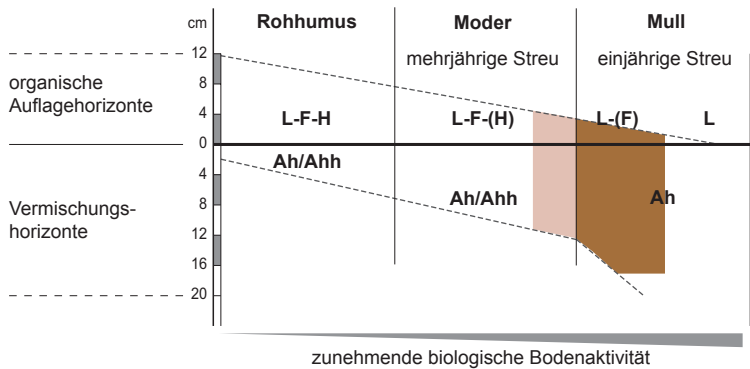 cm Rohhumus Moder Mull
mehrjährige Streu einjährige Streu
12
organische
Auflagehorizonte
8
4
L-F-H L-F-(H) L-(F) L
0
Ah/Ahh
4
Vermischungs-
horizonte
8
Ah/Ahh Ah
12
16
20
zunehmende biologische Bodenaktivität